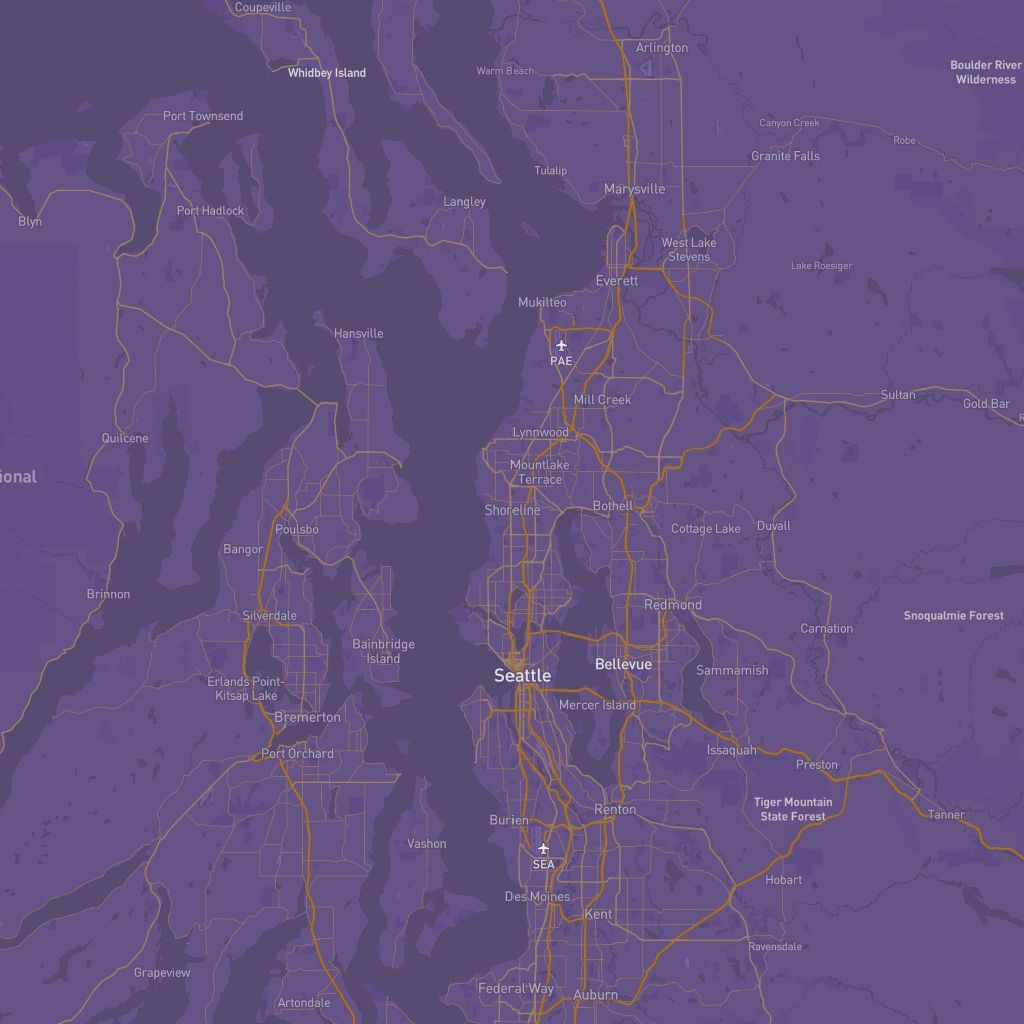 Coupeville
Arlington
Boulder River
Wilderness
Warm Beach
Whidbey Island
Port Townsend
Canyon Creek
Robe
Granite Falls
Tulalip
Marysville
Langley
Port Hadlock
Blyn
West Lake
Stevens
Lake Roesiger
Everett
Mukilteo
Hansville
PAE
Mill Creek
Sultan
Gold Bar
R
Quilcene
Lynnwood
Mountlake
Terrace
ional
Shoreline
Bothell
Cottage Lake
Duvall
Poulsbo
Bangor
Brinnon
Silverdale
Redmond
Snoqualmie Forest
Carnation
Bainbridge
Island
Bellevue
Sammamish
Seattle
Erlands Point-
Kitsap Lake
Mercer Island
Bremerton
Port Orchard
Issaquah
Preston
Tiger Mountain
State Forest
Renton
Tanner
Burien
Vashon
SEA
Hobart
Des Moines
Kent
Ravensdale
Grapeview
Federal Way
Auburn
Artondale